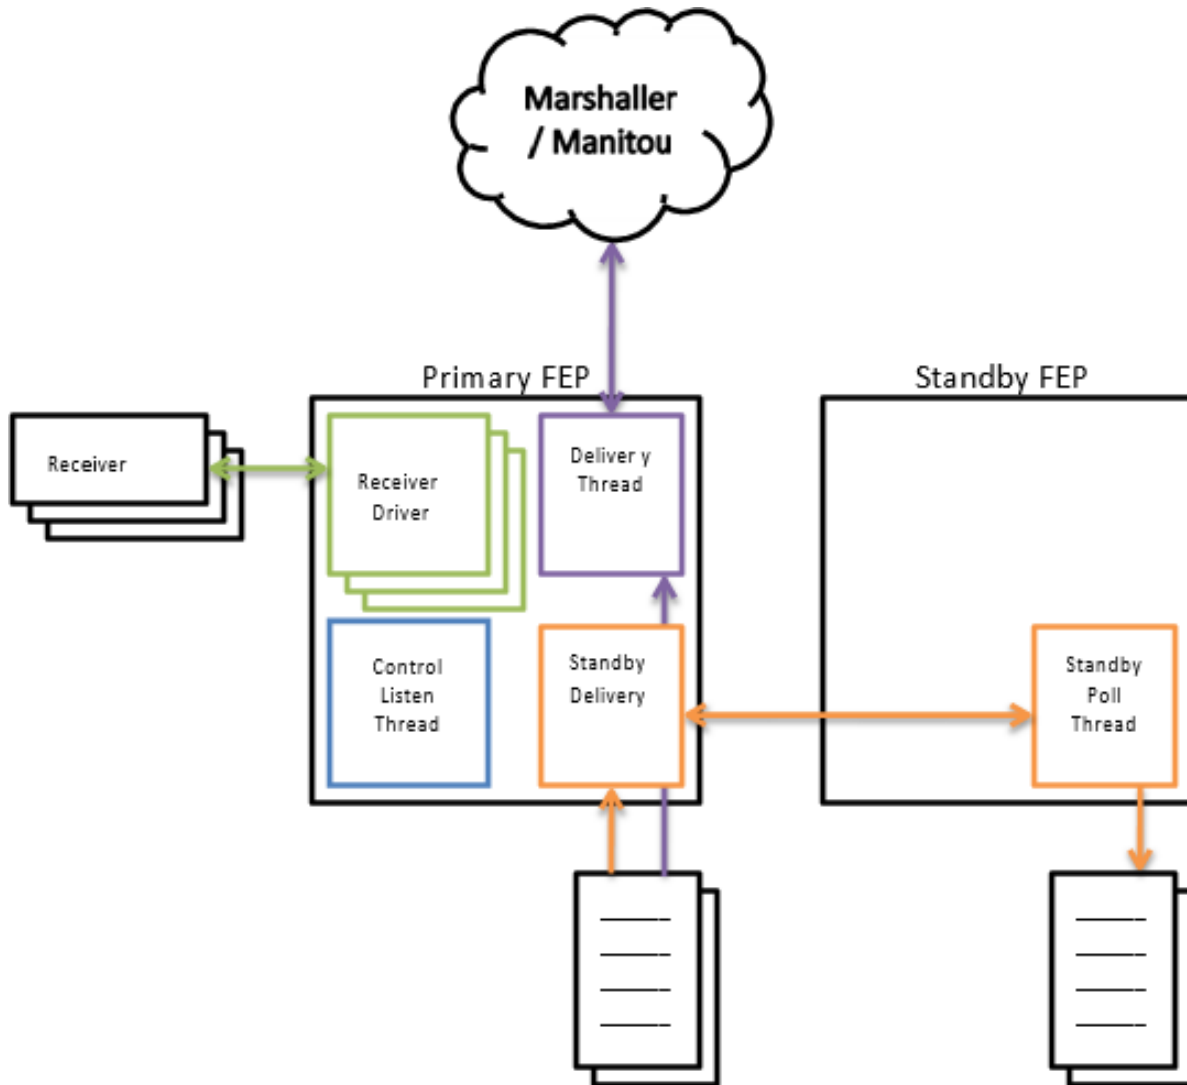 Marshaller
/ Manitou
Primary FEP
Standby FEP
Receiver
Receiver
Driver
Deliver y
Thread
Control
Listen
Thread
Standby
Delivery
Standby
Poll
Thread